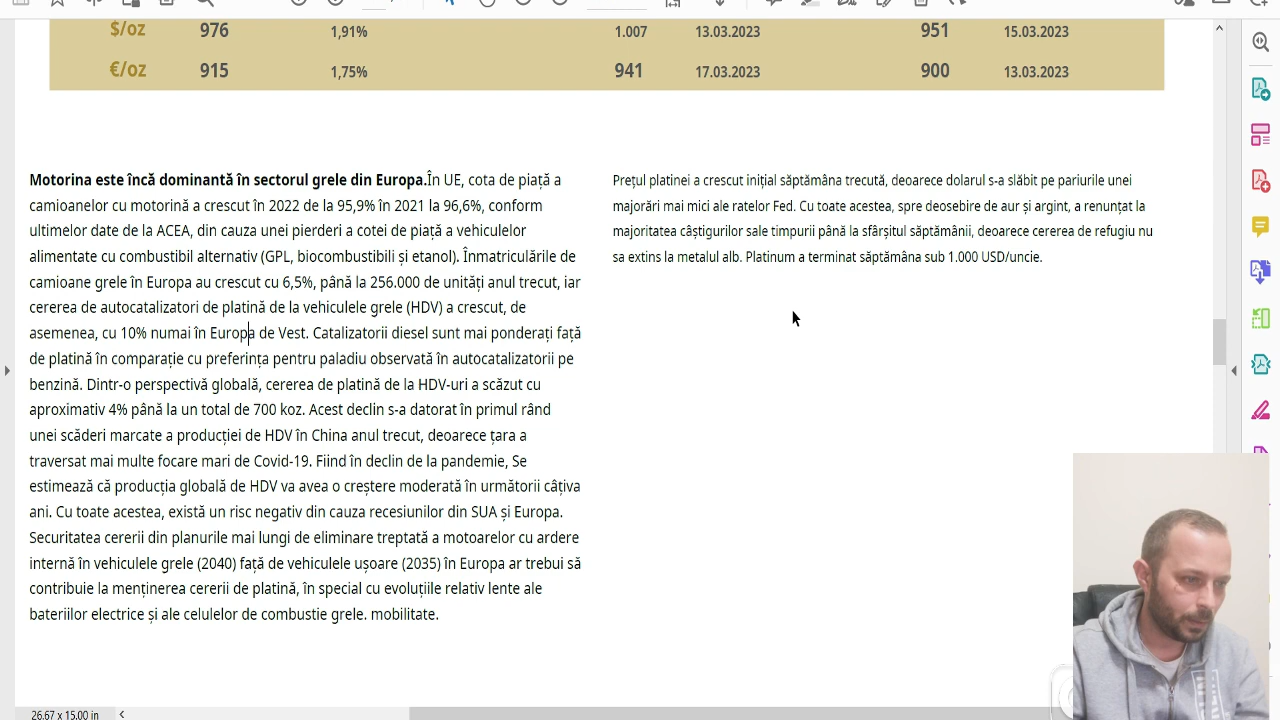 $/oz 976 1,91% 1.007 13.03.2023 951 15.03.2023
€/oz 915 1,75% 941 17.03.2023 900 13.03.2023
Motorina este încă dominantă în sectorul grele din Europa.În UE, cota de piață a
camioanelor cu motorină a crescut în 2022 de la 95,9% în 2021 la 96,6%, conform
ultimelor date de la ACEA, din cauza unei pierderi a cotei de piață a vehiculelor
alimentate cu combustibil alternativ (GPL, biocombustibili și etanol). Înmatriculările de
camioane grele în Europa au crescut cu 6,5%, până la 256.000 de unități anul trecut, iar
cererea de autocatalizatori de platină de la vehiculele grele (HDV) a crescut, de
asemenea, cu 10% numai în Europa de Vest. Catalizatorii diesel sunt mai ponderați față
de platină în comparație cu preferința pentru paladiu observată în autocatalizatorii pe
benzină. Dintr-o perspectivă globală, cererea de platină de la HDV-uri a scăzut cu
aproximativ 4% până la un total de 700 koz. Acest declin s-a datorat în primul rând
unei scăderi marcate a producției de HDV în China anul trecut, deoarece țara a
traversat mai multe focare mari de Covid-19. Fiind în declin de la pandemie, Se
estimează că producția globală de HDV va avea o creștere moderată în următorii câțiva
ani. Cu toate acestea, există un risc negativ din cauza recesiunilor din SUA și Europa.
Securitatea cererii din planurile mai lungi de eliminare treptată a motoarelor cu ardere
internă în vehiculele grele (2040) față de vehiculele ușoare (2035) în Europa ar trebui să
contribuie la menținerea cererii de platină, în special cu evoluțiile relativ lente ale
bateriilor electrice și ale celulelor de combustie grele. mobilitate.
Prețul platinei a crescut inițial săptămâna trecută, deoarece dolarul s-a slăbit pe pariurile unei
majorări mai mici ale ratelor Fed. Cu toate acestea, spre deosebire de aur și argint, a renunțat la
majoritatea câștigurilor sale timpurii până la sfârșitul săptămânii, deoarece cererea de refugiu nu
sa extins la metalul alb. Platinum a terminat săptămâna sub 1.000 USD/uncie.
26.67 x 15.00 in